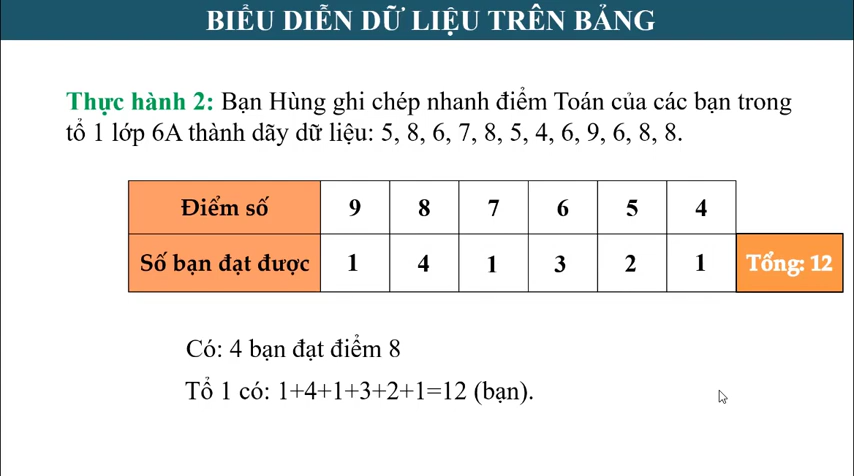 BIỂU DIỄN DỮ LIỆU TRÊN BẢNG
Thực hành 2: Bạn Hùng ghi chép nhanh điểm Toán của các bạn trong
tổ 1 lớp 6A thành dãy dữ liệu: 5, 8, 6, 7, 8, 5, 4, 6, 9, 6, 8, 8.
Điểm số 9 8 7 6 5 4
Số bạn đạt được 1 4 1 3 2 1 Tổng: 12
Có: 4 bạn đạt điểm 8
Tổ 1 có: 1+4+1+3+2+1=12 (bạn).